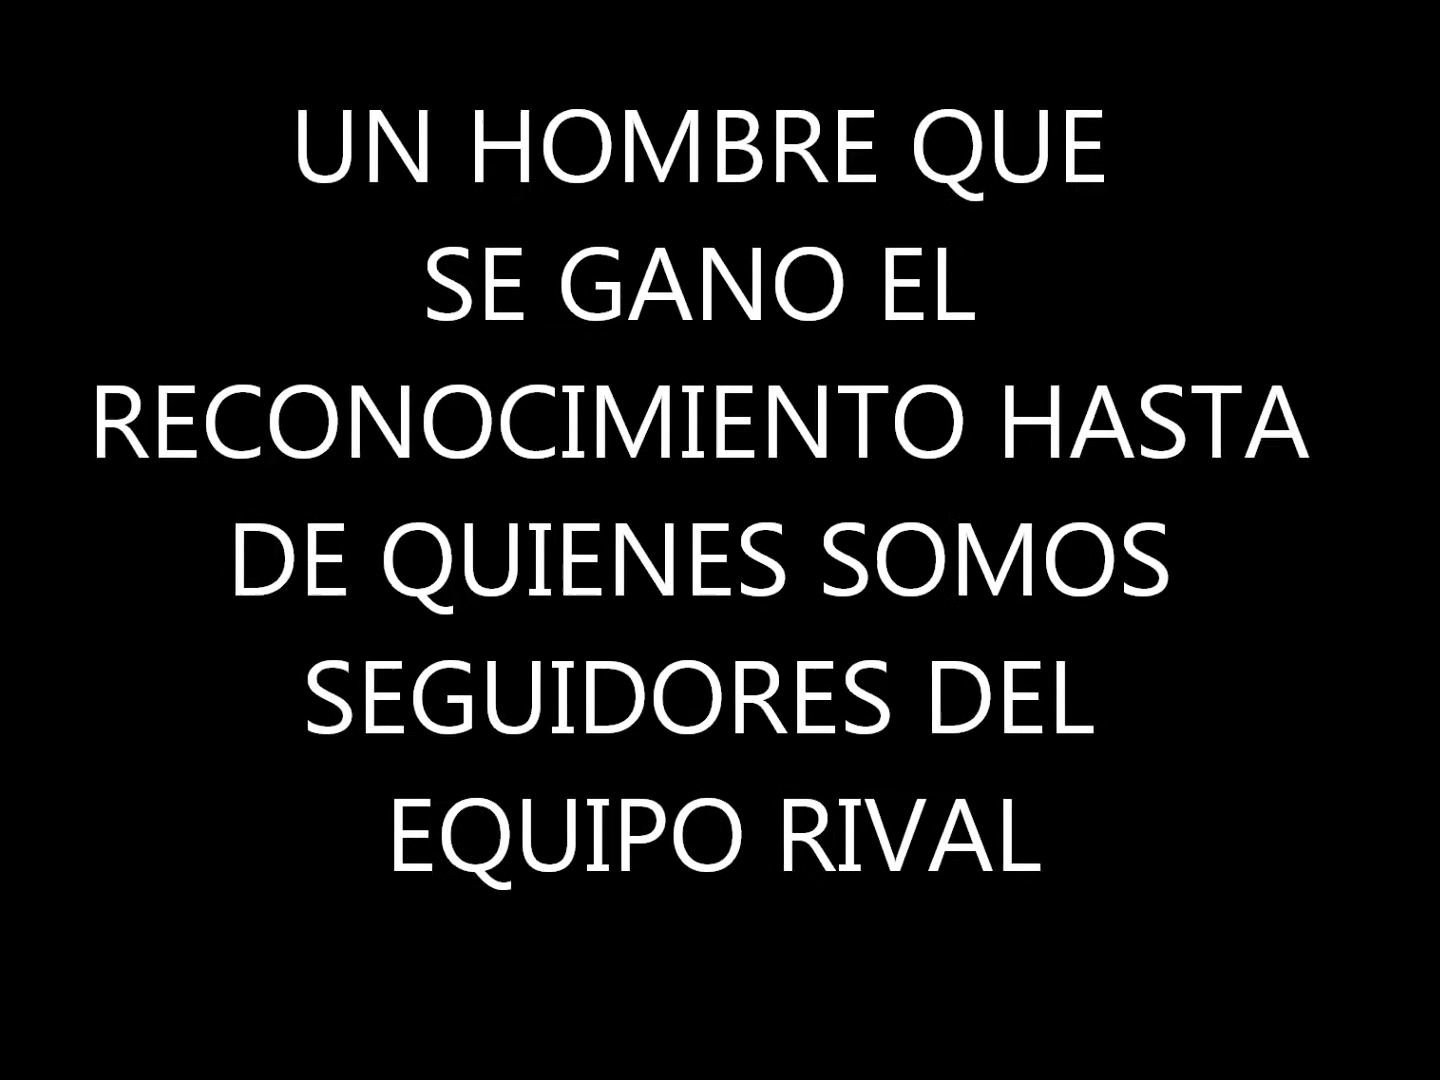 UN HOMBRE QUE
SE GANO EL
RECONOCIMIENTO HASTA
DE QUIENES SOMOS
SEGUIDORES DEL
EQUIPO RIVAL